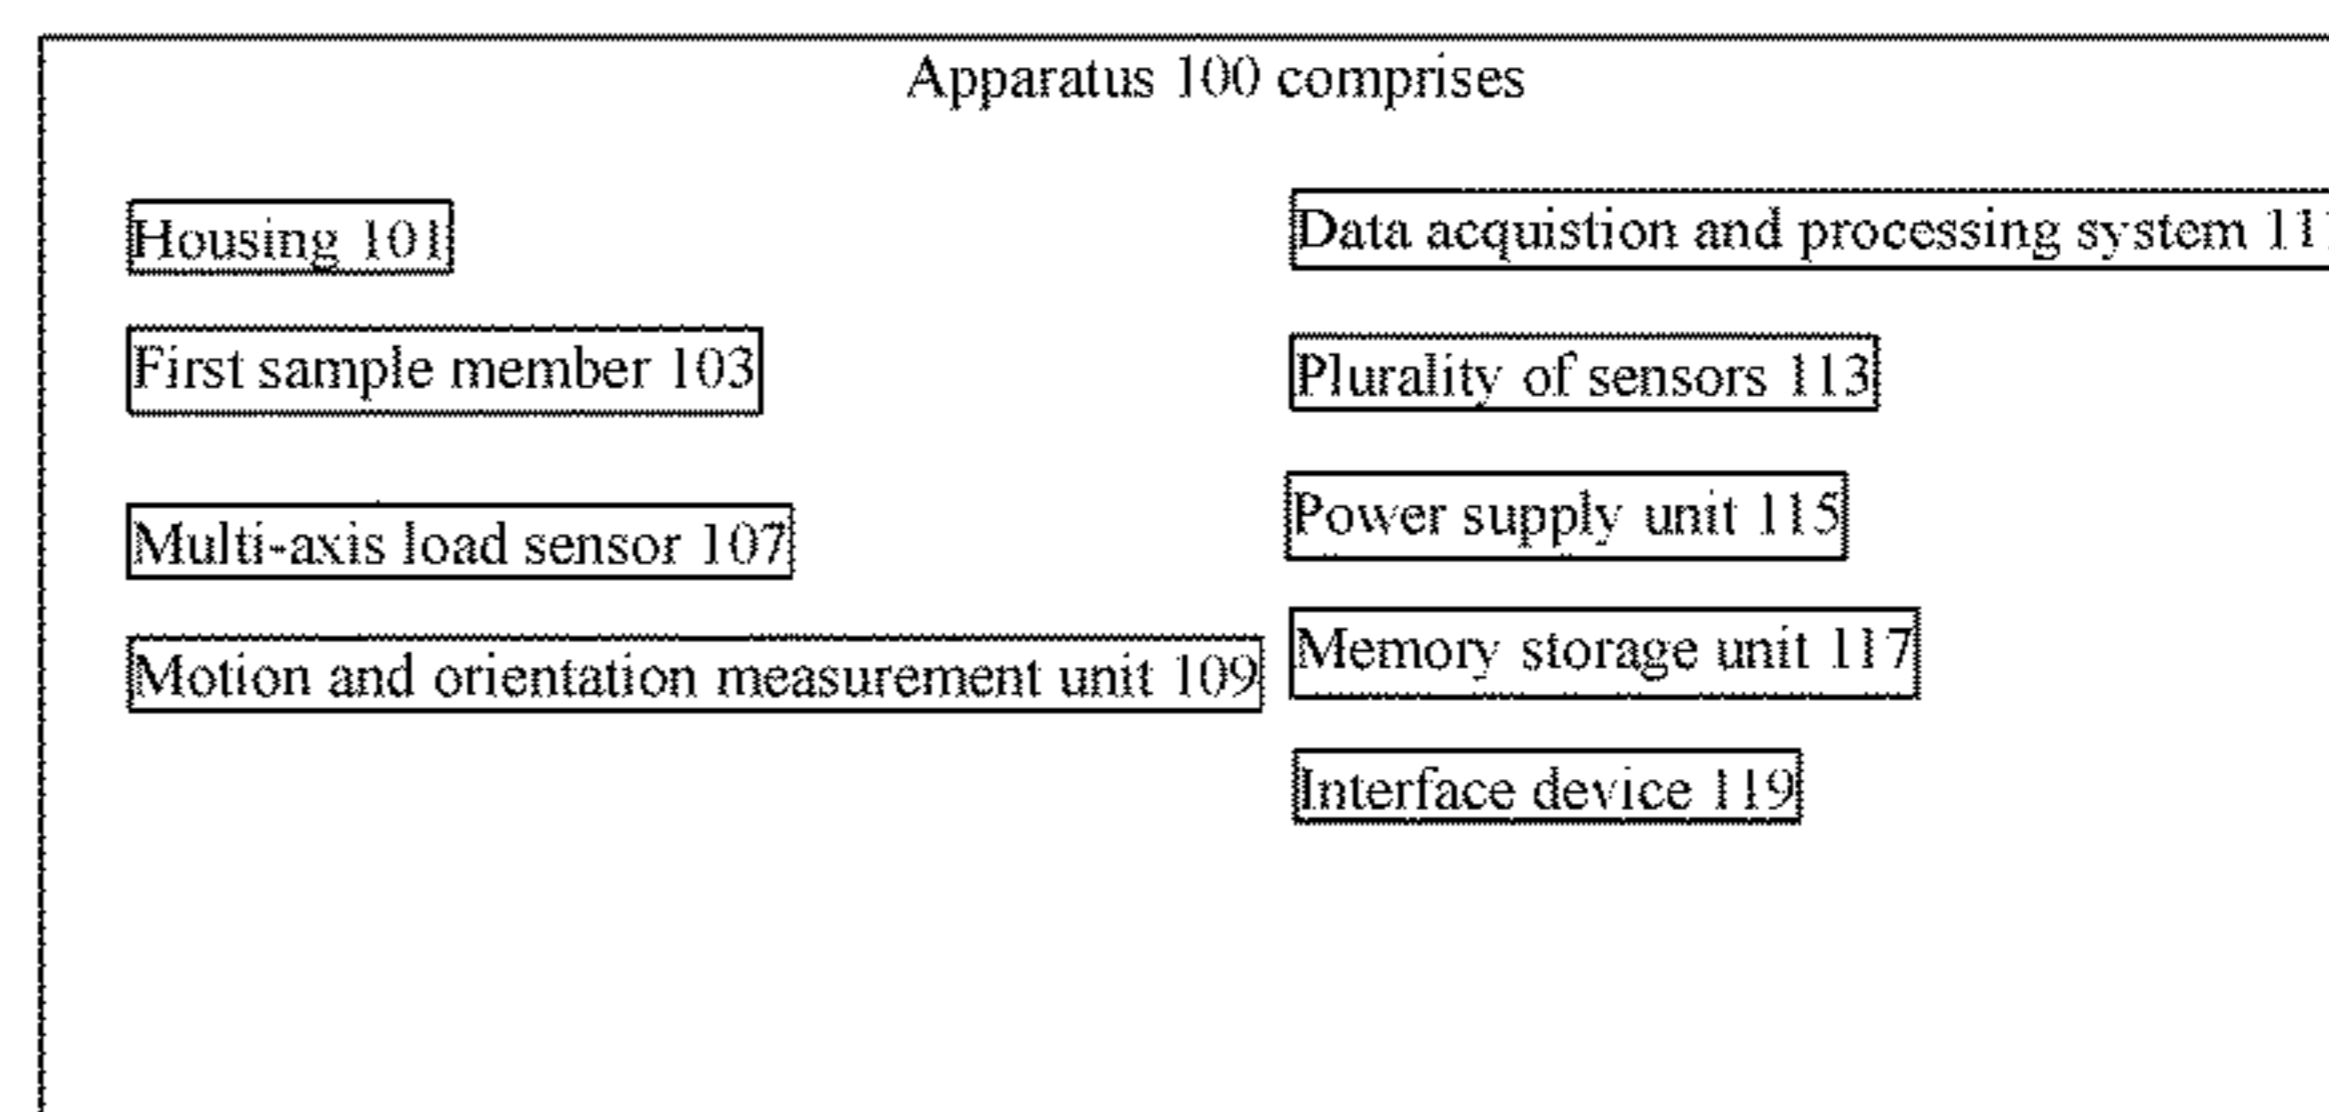 Apparatus 100 comprises
Housing 101
First sample member 103
Multi-axis load sensor 107
Motion and orientation measurement unit 109
Data acquistion and processing system 111
Plurality of sensors 113
Power supply unit 115
Memory storage unit 117
Interface device 119